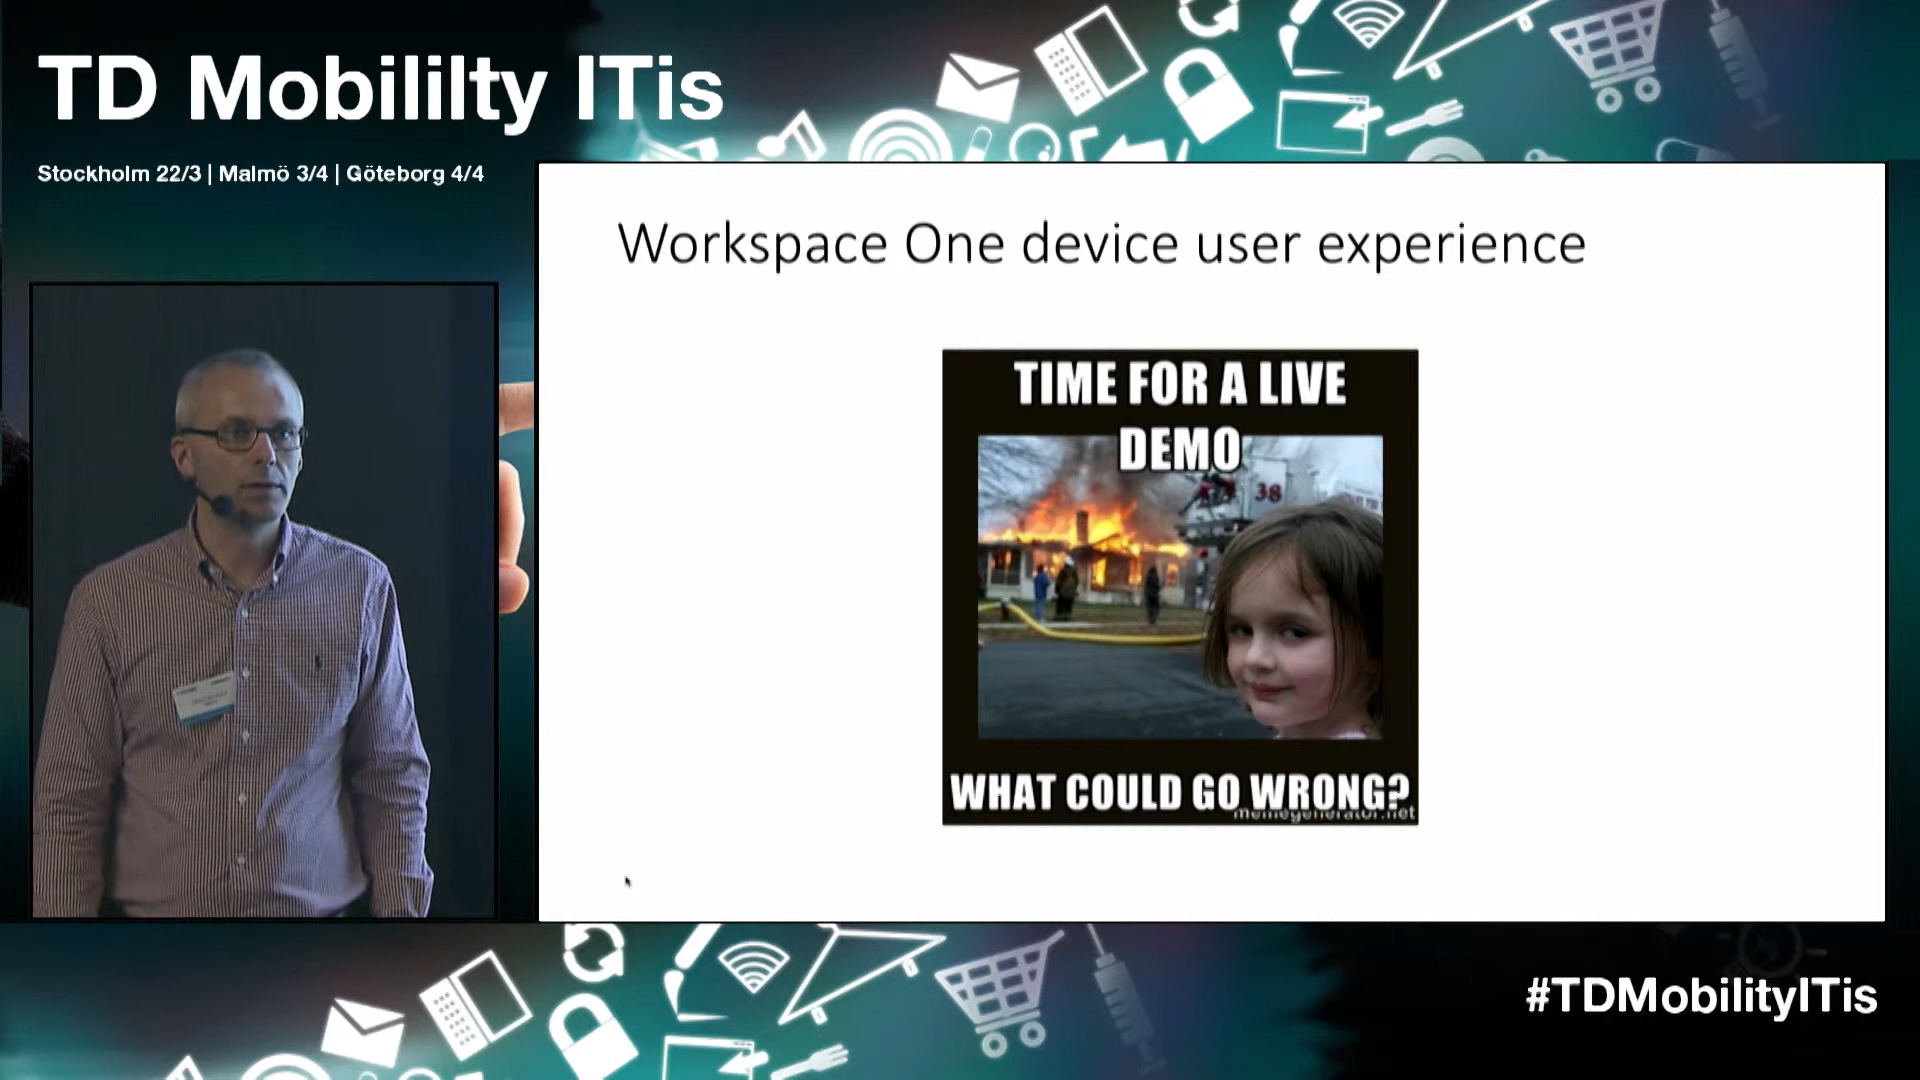 TD Mobililty ITis
Stockholm 22/3 | Malmö 3/4 | Göteborg 4/4
Workspace One device user experience
TIME FOR A LIVE
DEMO
38
WHAT COULD GO WRONG?
memegenerator.net
#TDMobilityITis